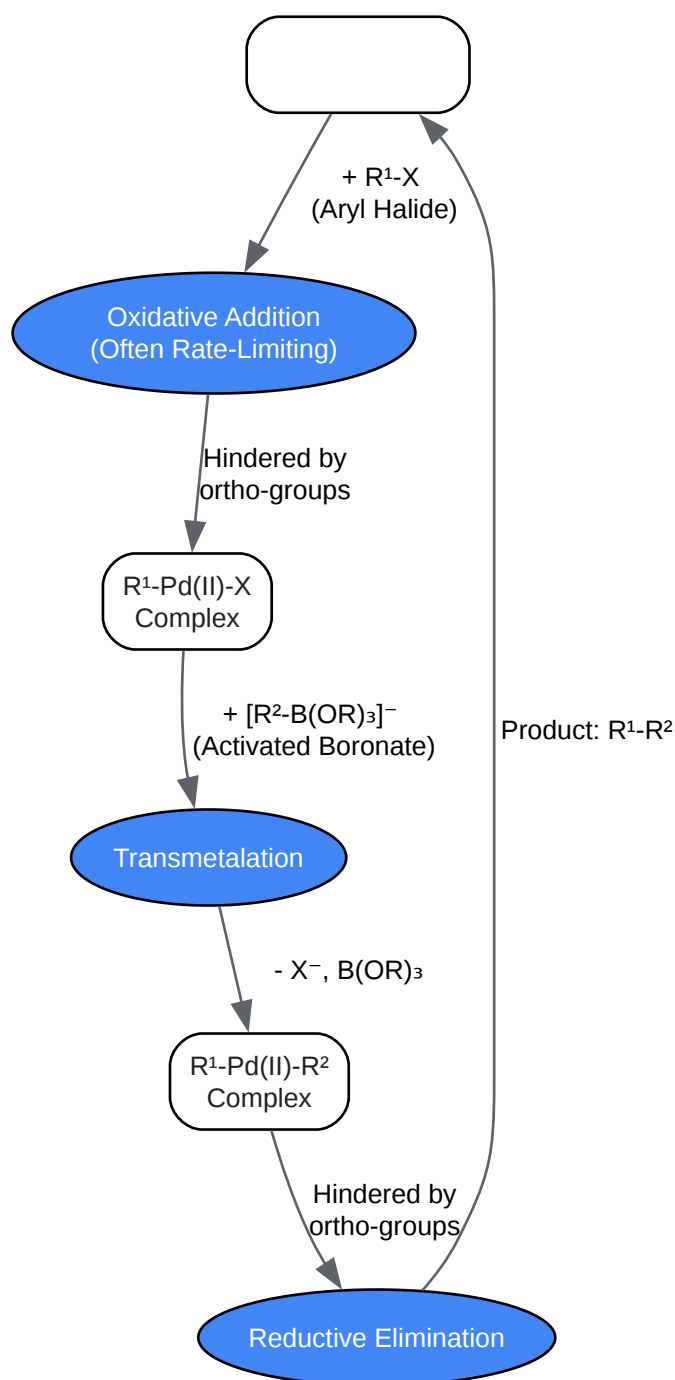 + R¹-X
(Aryl Halide)
Oxidative Addition
(Often Rate-Limiting)
Hindered by
ortho-groups
R¹-Pd(II)-X
Complex
+ [R²-B(OR)₃]⁻
(Activated Boronate)
Product: R¹-R²
Transmetalation
- X⁻, B(OR)₃
R¹-Pd(II)-R²
Complex
Hindered by
ortho-groups
Reductive Elimination